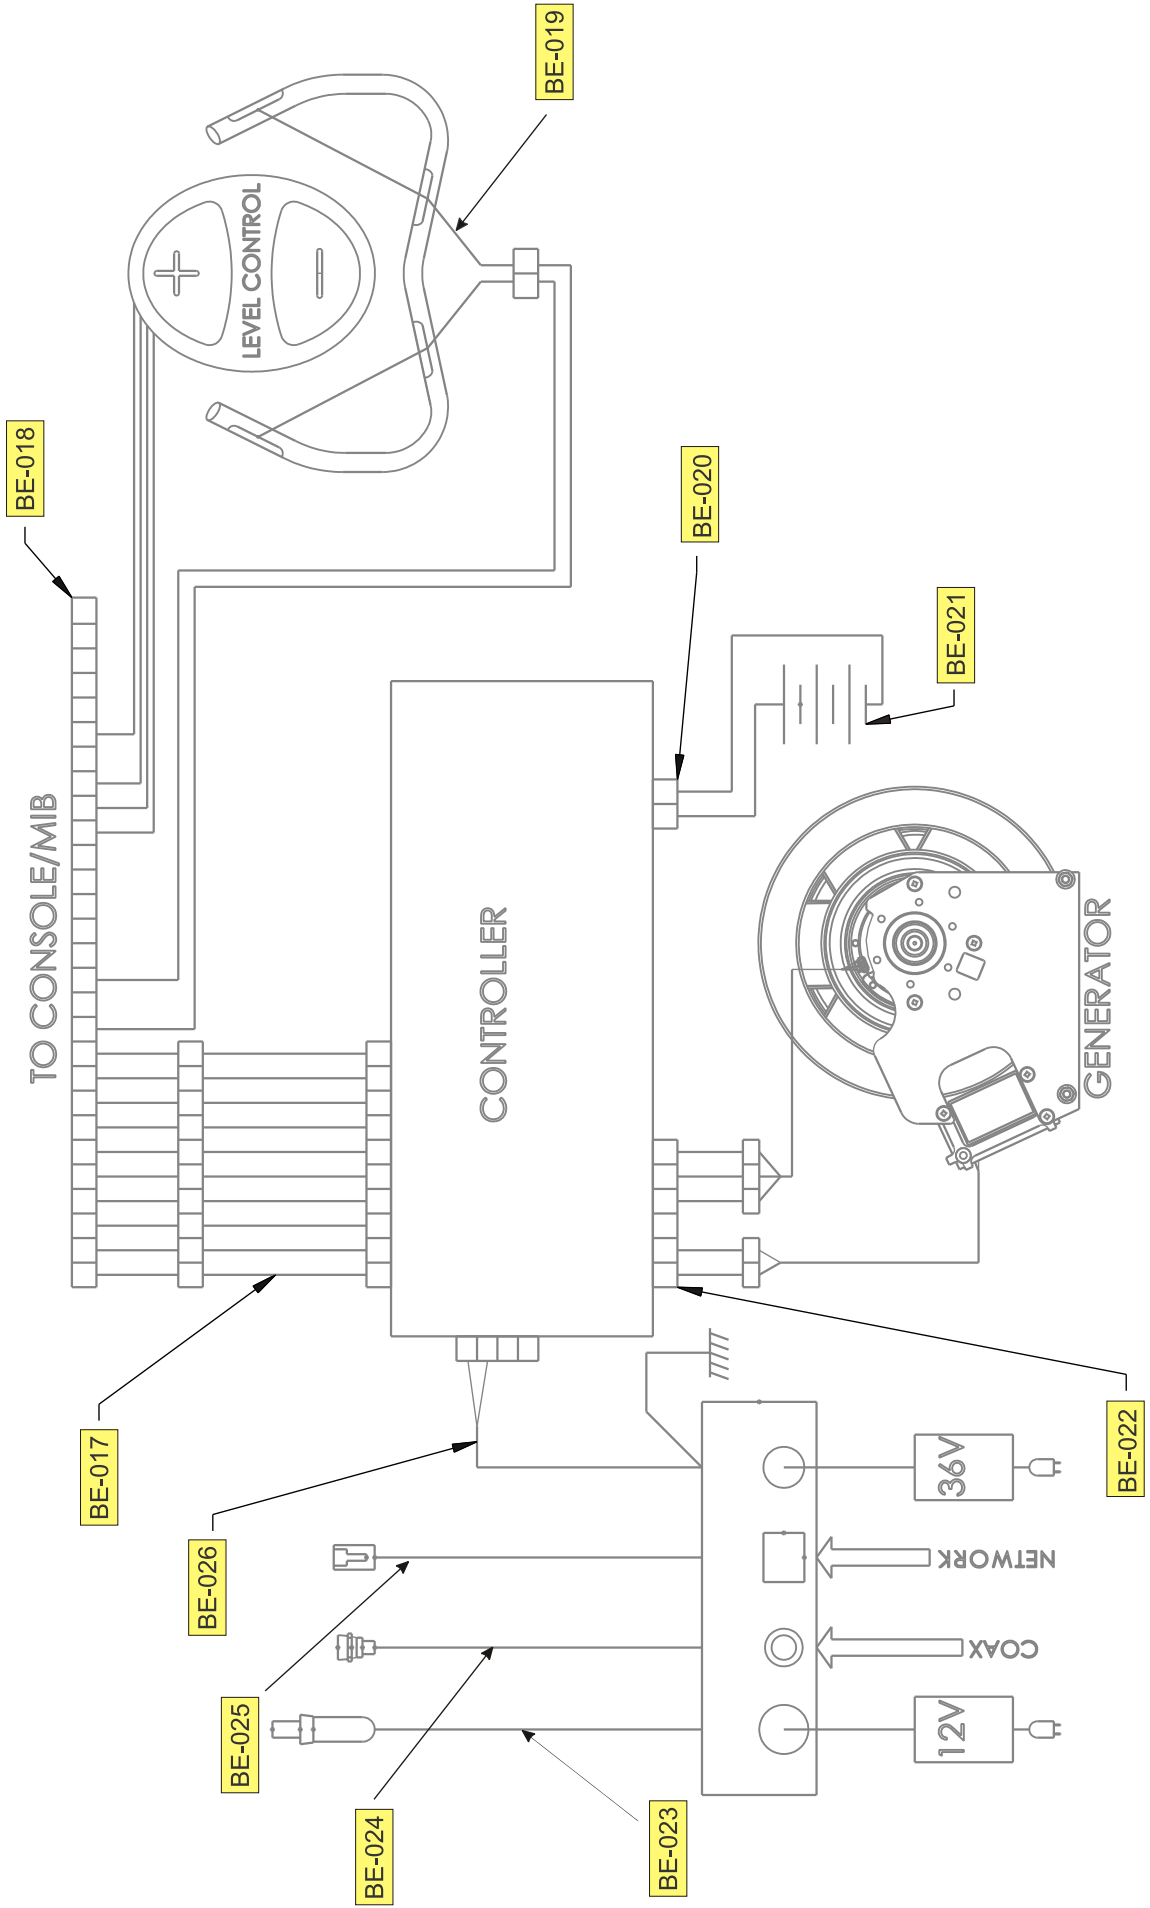 BE-018
BE-019
TO CONSOLE/MIB
LEVEL CONTROL
BE-020
BE-021
CONTROLLER
GENERATOR
BE-017
BE-026
BE-022
BE-025
BE-024
BE-023
36V
NETWORK
COAX
12V